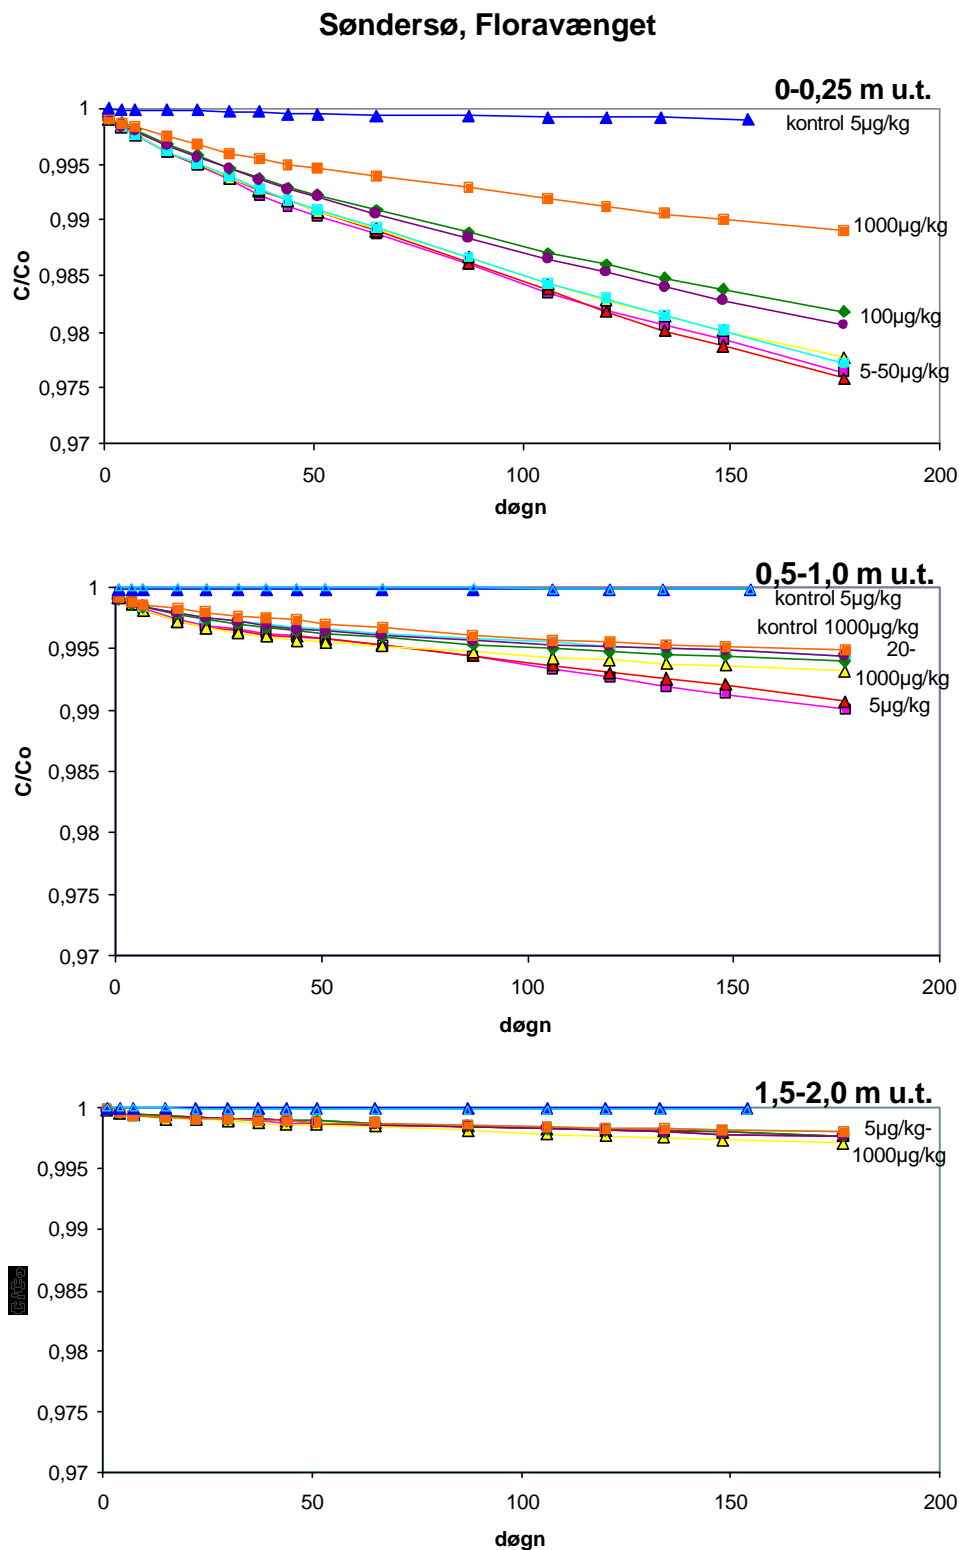 Søndersø, Floravænget
0-0,25 m u.t.
kontrol 5µg/kg
1000µg/kg
100µg/kg
5-50µg/kg
C/Co
1
0,995
0,99
0,985
0,98
0,975
0,97
0
50
100
150
200
døgn
0,5-1,0 m u.t.
kontrol 5µg/kg
kontrol 1000µg/kg
20-
1000µg/kg
5µg/kg
C/Co
1
0,995
0,99
0,985
0,98
0,975
0,97
0
50
100
150
200
døgn
1,5-2,0 m u.t.
5µg/kg-
1000µg/kg
C/Co
1
0,995
0,99
0,985
0,98
0,975
0,97
0
50
100
150
200
døgn